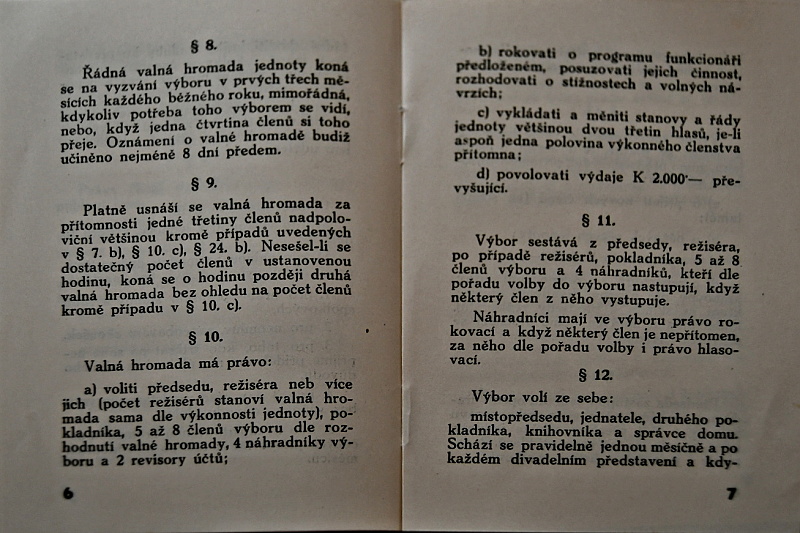 § 8.
Řádná valná hromada jednoty koná
se na vyzvání výboru v prvých třech mě-
sících každého běžného roku, mimořádná,
kdykoliv potřeba toho výborem se vidí,
nebo, když jedna čtvrtina členů si toho
přeje. Oznámení o valné hromadě budiž
učiněno nejméně 8 dní předem.
§ 9.
Platně usnáší se valná hromada za
přítomnosti jedné třetiny členů nadpolo-
viční většinou kromě případů uvedených
v § 7. b), § 10. c), § 24. b). Nesešel-li se
dostatečný počet členů v ustanovenou
hodinu, koná se o hodinu později druhá
valná hromada bez ohledu na počet členů
kromě případu v § 10. c).
§ 10.
Valná hromada má právo:
a) voliti předsedu, režiséra neb více
jich (počet režisérů stanoví valná hro-
mada sama dle výkonnosti jednoty), po-
kladníka, 5 až 8 členů výboru dle roz-
hodnutí valné hromady, 4 náhradníky vý-
boru a 2 revisory účtů;
6
b) rokovati o programu funkcionáři
předloženém, posuzovati jejich činnost,
rozhodovati o stížnostech a volných ná-
vrzích;
c) vykládati a měniti stanovy a řády
jednoty většinou dvou třetin hlasů, je-li
aspoň jedna polovina výkonného členstva
přítomna;
d) povolovati výdaje K 2.000·— pře-
vyšující.
§ 11.
Výbor sestává z předsedy, režiséra,
po případě režisérů, pokladníka, 5 až 8
členů výboru a 4 náhradníků, kteří dle
pořadu volby do výboru nastupují, když
některý člen z něho vystupuje.
Náhradníci mají ve výboru právo ro-
kovací a když některý člen je nepřítomen,
za něho dle pořadu volby i právo hlaso-
vací.
§ 12.
Výbor volí ze sebe:
místopředsedu, jednatele, druhého po-
kladníka, knihovníka a správce domu.
Schází se pravidelně jednou měsíčně a po
každém divadelním představení a kdy-
7